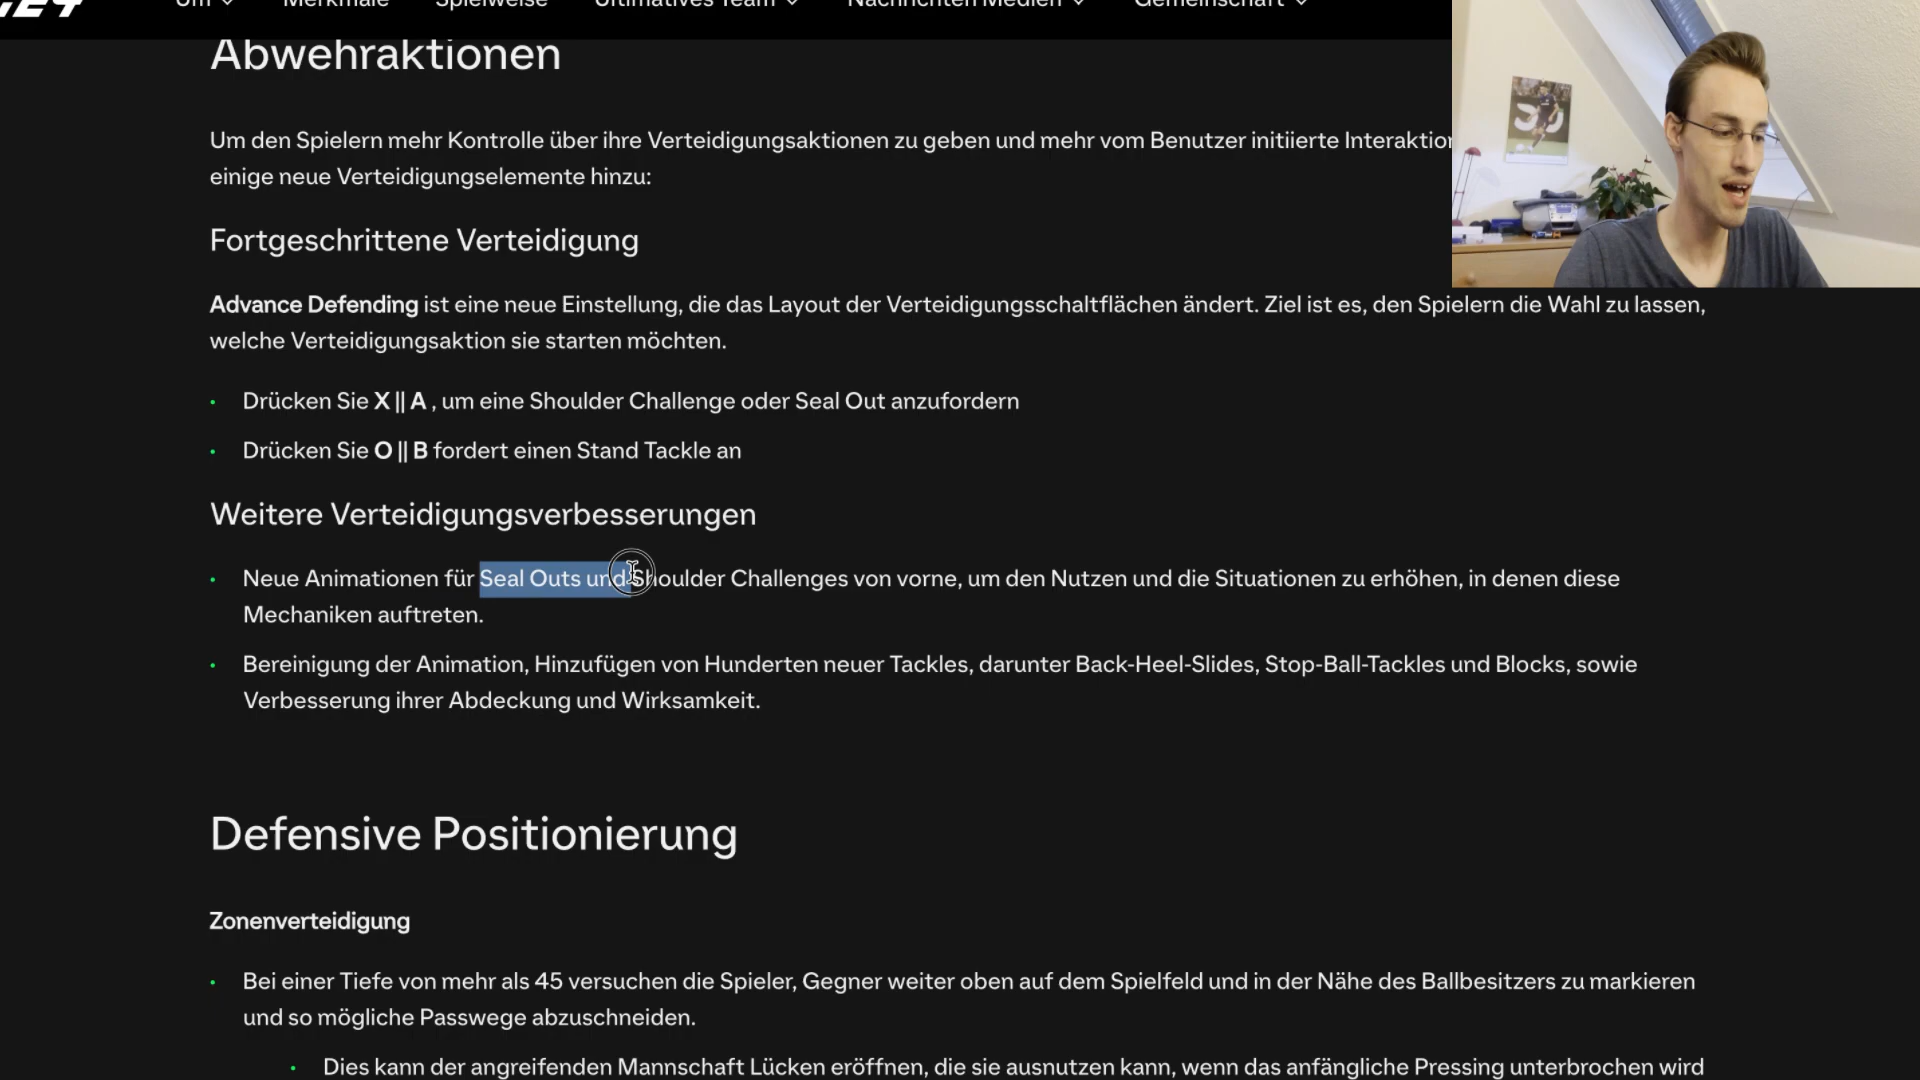 Um Merkmale Spielweise Ultimatives Team Nachrichten Medien Gemeinschaft
Abwehraktionen
Um den Spielern mehr Kontrolle über ihre Verteidigungsaktionen zu geben und mehr vom Benutzer initiierte
einige neue Verteidigungselemente hinzu:
Fortgeschrittene Verteidigung
Advance Defending ist eine neue Einstellung, die das Layout der Verteidigungsschaltflächen ändert. Ziel ist es, den Spielern die Wahl zu lassen,
welche Verteidigungsaktion sie starten möchten.
• Drücken Sie X || A , um eine Shoulder Challenge oder Seal Out anzufordern
• Drücken Sie O || B fordert einen Stand Tackle an
Weitere Verteidigungsverbesserungen
• Neue Animationen für Seal Outs und Shoulder Challenges von vorne, um den Nutzen und die Situationen zu erhöhen, in denen diese
Mechaniken auftreten.
• Bereinigung der Animation, Hinzufügen von Hunderten neuer Tackles, darunter Back-Heel-Slides, Stop-Ball-Tackles und Blocks, sowie
Verbesserung ihrer Abdeckung und Wirksamkeit.
Defensive Positionierung
Zonenverteidigung
• Bei einer Tiefe von mehr als 45 versuchen die Spieler, Gegner weiter oben auf dem Spielfeld und in der Nähe des Ballbesitzers zu markieren
und so mögliche Passwege abzuschneiden.
• Dies kann der angreifenden Mannschaft Lücken eröffnen, die sie ausnutzen kann, wenn das anfängliche Pressing unterbrochen wird